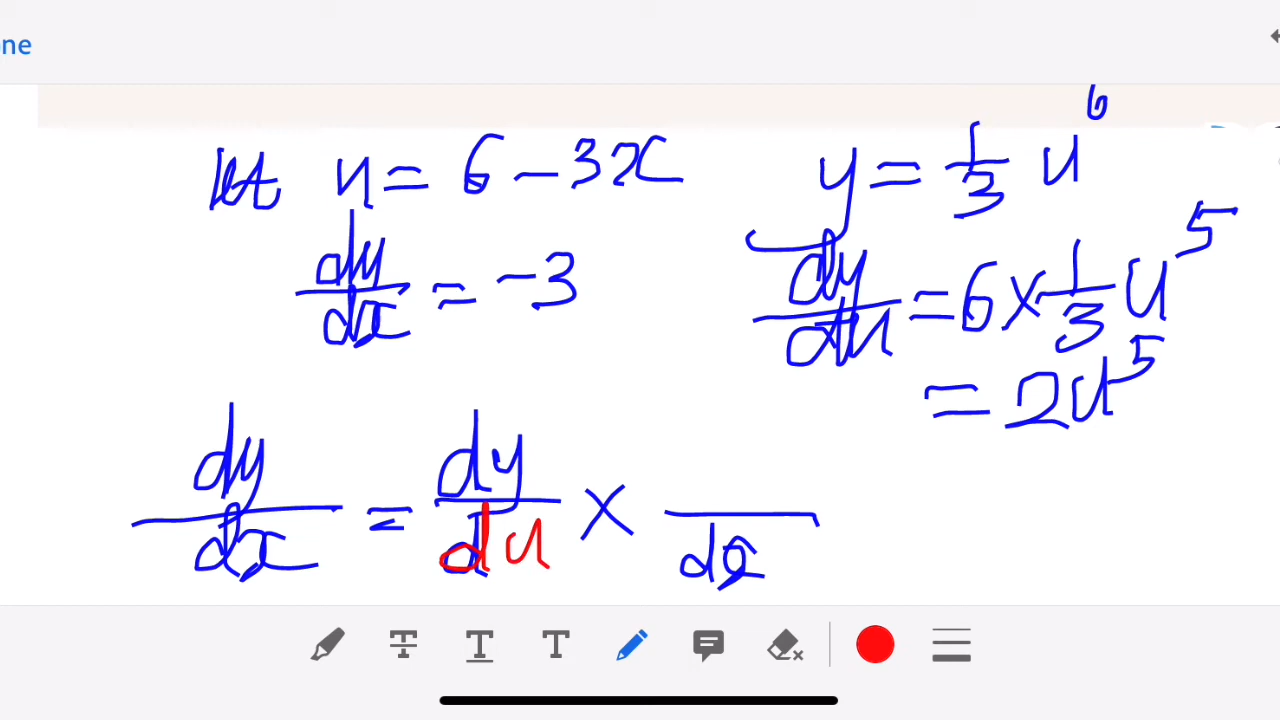 ne
let u = 6 - 3x
dy/dx = -3
y = 1/3 u^6
dy/du = 6 × 1/3 u^5
= 2u^5
dy/dx = dy/du × /dx
T T T